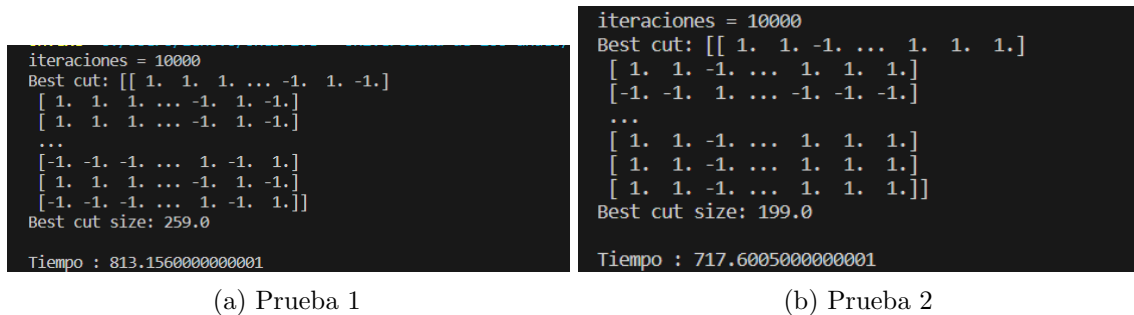 iteraciones = 10000
Best cut: [[ 1. 1. 1. ... -1. 1. -1.]
[ 1. 1. 1. ... -1. 1. -1.]
[ 1. 1. 1. ... -1. 1. -1.]
...
[-1. -1. -1. ... 1. -1. 1.]
[ 1. 1. 1. ... -1. 1. -1.]
[-1. -1. -1. ... 1. -1. 1.]]
Best cut size: 259.0
Tiempo : 813.1560000000001
(a) Prueba 1
iteraciones = 10000
Best cut: [[ 1. 1. -1. ... 1. 1. 1.]
[ 1. 1. -1. ... 1. 1. 1.]
[-1. -1. 1. ... -1. -1. -1.]
...
[ 1. 1. -1. ... 1. 1. 1.]
[ 1. 1. -1. ... 1. 1. 1.]
[ 1. 1. -1. ... 1. 1. 1.]]
Best cut size: 199.0
Tiempo : 717.6005000000001
(b) Prueba 2